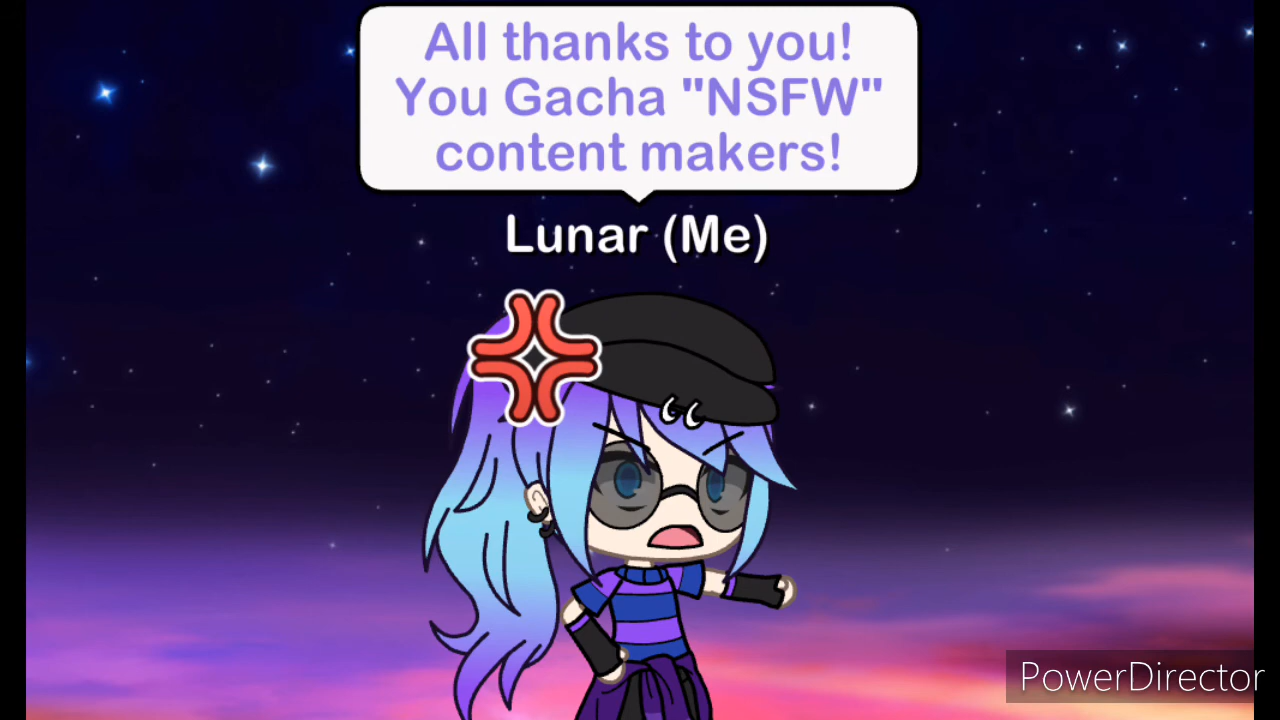 All thanks to you!
You Gacha "NSFW"
content makers!
Lunar (Me)
PowerDirector